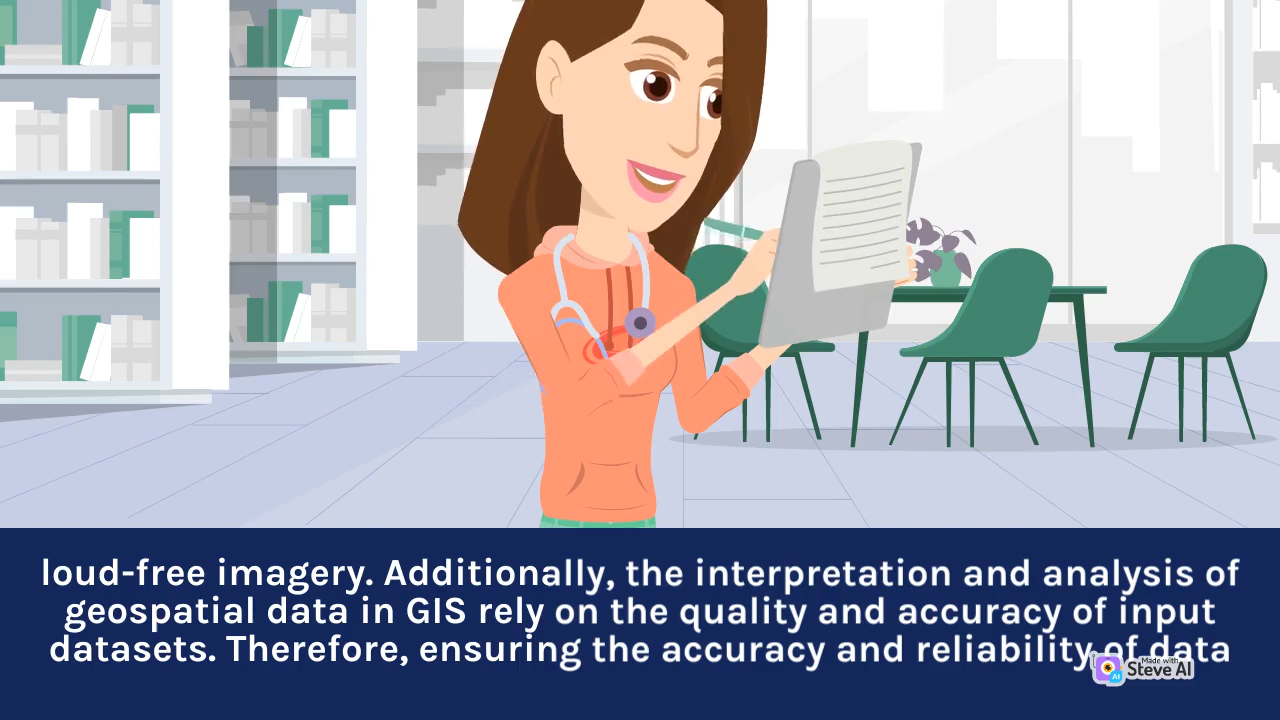 loud-free imagery. Additionally, the interpretation and analysis of
geospatial data in GIS rely on the quality and accuracy of input
datasets. Therefore, ensuring the accuracy and reliability of data
Made with
Steve AI
AI